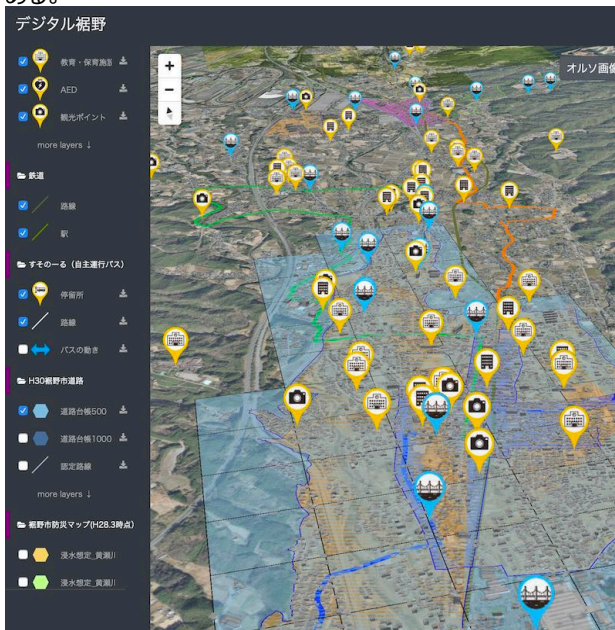 ある。
デジタル裾野
オルソ画像
教育・保育施設
AED
観光ポイント
more layers ↓
鉄道
路線
駅
すそのーる（自主運行バス）
停留所
路線
バスの動き
H30裾野市道路
道路台帳500
道路台帳1000
認定路線
more layers ↓
裾野市防災マップ(H28.3時点)
浸水想定_黄瀬川
浸水想定_黄瀬川